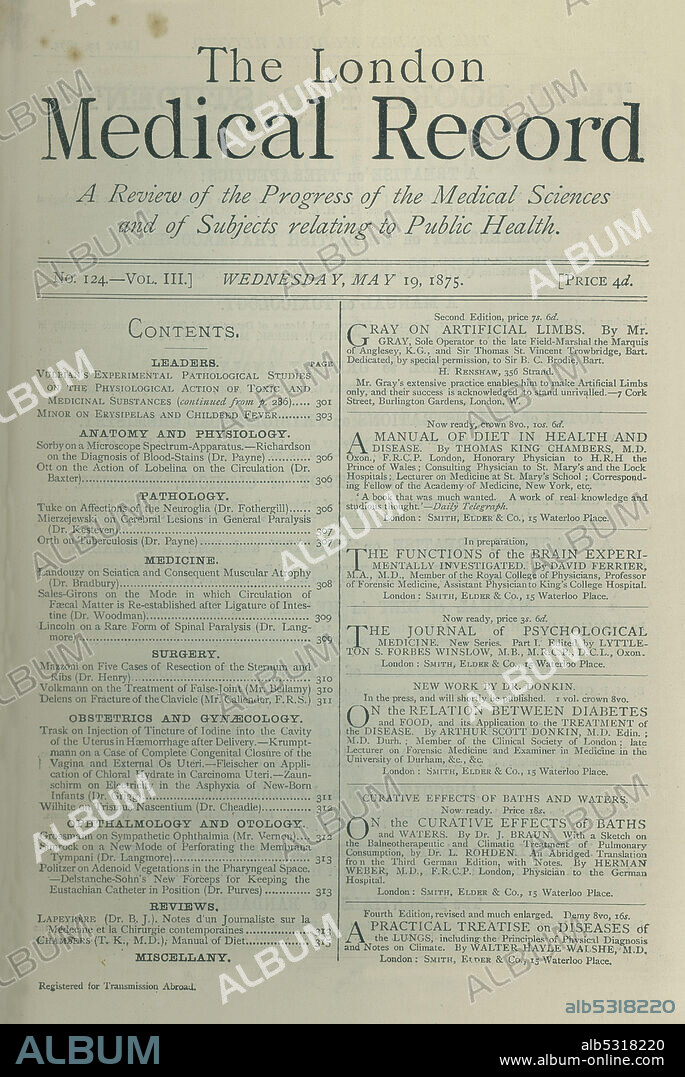 The London
Medical Record
A Review of the Progress of the Medical Sciences
and of Subjects relating to Public Health.
No. 124.—Vol. III.] WEDNESDAY, MAY 19, 1875. [PRICE 4d.
CONTENTS.
LEADERS. PAGE
VULPIAN'S EXPERIMENTAL PATHOLOGICAL STUDIES
ON THE PHYSIOLOGICAL ACTION OF TOXIC AND
MEDICINAL SUBSTANCES (continued from p. 286)..... 301
MINOR ON ERYSIPELAS AND CHILDBED FEVER.......... 303
ANATOMY AND PHYSIOLOGY.
Sorby on a Microscope Spectrum-Apparatus.—Richardson
on the Diagnosis of Blood-Stains (Dr. Payne)............ 306
Ott on the Action of Lobelina on the Circulation (Dr.
Baxter)............ 306
PATHOLOGY.
Tuke on Affections of the Neuroglia (Dr. Fothergill)..... 306
Mierzejewski on Cerebral Lesions in General Paralysis
(Dr. Kesteven)............ 307
Orth on Tuberculosis (Dr. Payne)............ 307
MEDICINE.
Landouzy on Sciatica and Consequent Muscular Atrophy
(Dr. Bradbury)............ 308
Sales-Girons on the Mode in which Circulation of
Fæcal Matter is Re-established after Ligature of Intes-
tine (Dr. Woodman)............ 309
Lincoln on a Rare Form of Spinal Paralysis (Dr. Lang-
more)............ 309
SURGERY.
Mazzoni on Five Cases of Resection of the Sternum and
Ribs (Dr. Henry)............ 310
Volkmann on the Treatment of False-Joint (Mr. Bellamy) 310
Delens on Fracture of the Clavicle (Mr. Callender, F.R.S.) 311
OBSTETRICS AND GYNÆCOLOGY.
Trask on Injection of Tincture of Iodine into the Cavity
of the Uterus in Hæmorrhage after Delivery.—Krumpt-
mann on a Case of Complete Congenital Closure of the
Vagina and External Os Uteri.—Fleischer on Appli-
cation of Chloral Hydrate in Carcinoma Uteri.—Zaun-
schirm on Electricity in the Asphyxia of New-Born
Infants (Dr. ............ 311
Wilhite on Nascentium (Dr. Cheadle)............ 312
OPHTHALMOLOGY AND OTOLOGY.
Grossmann on Sympathetic Ophthalmia (Mr. Vernon)..... 312
on a New Mode of Perforating the Membrana
Tympani (Dr. Langmore)............ 313
Politzer on Adenoid Vegetations in the Pharyngeal Space.
—Delstanche-Sohn's New Forceps for Keeping the
Eustachian Catheter in Position (Dr. Purves)............ 313
REVIEWS.
LAPEYRÈRE (Dr. B. J.). Notes d'un Journaliste sur la
Médecine et la Chirurgie contemporaines............ 313
CHAMBERS (T. K., M.D.), Manual of Diet............
MISCELLANY.
Registered for Transmission Abroad.
Second Edition, price 7s. 6d.
GRAY ON ARTIFICIAL LIMBS. By Mr.
GRAY, Sole Operator to the late Field-Marshal the Marquis
of Anglesey, K.G., and Sir Thomas St. Vincent Trowbridge, Bart.
Dedicated, by special permission, to Sir B. C. Brodie, Bart.
H. RENSHAW, 356 Strand.
Mr. Gray's extensive practice enables him to make Artificial Limbs
only, and their success is acknowledged to stand unrivalled.—7 Cork
Street, Burlington Gardens, London, W.
Now ready, crown 8vo., 10s. 6d.
A MANUAL OF DIET IN HEALTH AND
DISEASE. By THOMAS KING CHAMBERS, M.D.
Oxon., F.R.C.P. London, Honorary Physician to H.R.H the
Prince of Wales; Consulting Physician to St. Mary's and the Lock
Hospitals; Lecturer on Medicine at St. Mary's School; Correspond-
ing Fellow of the Academy of Medicine, New York, etc.
'A book that was much wanted. A work of real knowledge and
studious thought.'—Daily Telegraph.
London: SMITH, ELDER & CO., 15 Waterloo Place.
In preparation,
THE FUNCTIONS of the BRAIN EXPERI-
MENTALLY INVESTIGATED. By DAVID FERRIER,
M.A., M.D., Member of the Royal College of Physicians, Professor
of Forensic Medicine, Assistant Physician to King's College Hospital.
London: SMITH, ELDER & CO., 15 Waterloo Place.
Now ready, price 3s. 6d.
THE JOURNAL of PSYCHOLOGICAL
MEDICINE. New Series. Part I. Edited by LYTTLE-
TON S. FORBES WINSLOW, M.B., M.R.C.P., D.C.L., Oxon.
London: SMITH, ELDER & CO., 15 Waterloo Place.
NEW WORK BY DR. DONKIN.
In the press, and will shortly be published. 1 vol. crown 8vo.
ON the RELATION BETWEEN DIABETES
and FOOD, and its Application to the TREATMENT of
the DISEASE. By ARTHUR SCOTT DONKIN, M.D. Edin.;
M.D. Durh.; Member of the Clinical Society of London; late
Lecturer on Forensic Medicine and Examiner in Medicine in the
University of Durham, &c., &c.
London: SMITH, ELDER & CO., 15 Waterloo Place.
CURATIVE EFFECTS OF BATHS AND WATERS.
Now ready. Price 18s.
ON the CURATIVE EFFECTS of BATHS
and WATERS. By Dr. J. BRAUN. With a Sketch on
the Balneotherapeutic and Climatic Treatment of Pulmonary
Consumption, by Dr. L. ROHDEN. An Abridged Translation
from the Third German Edition, with Notes. By HERMAN
WEBER, M.D., F.R.C.P. London, Physician to the German
Hospital.
London: SMITH, ELDER & CO., 15 Waterloo Place.
Fourth Edition, revised and much enlarged. Demy 8vo, 16s.
A PRACTICAL TREATISE on DISEASES of
the LUNGS, including the Principles of Physical Diagnosis
and Notes on Climate. By WALTER HAYLE WALSHE, M.D.
London: SMITH, ELDER & CO., 15 Waterloo Place.
alb5318220
ALBUM
alb5318220
www.album-online.com